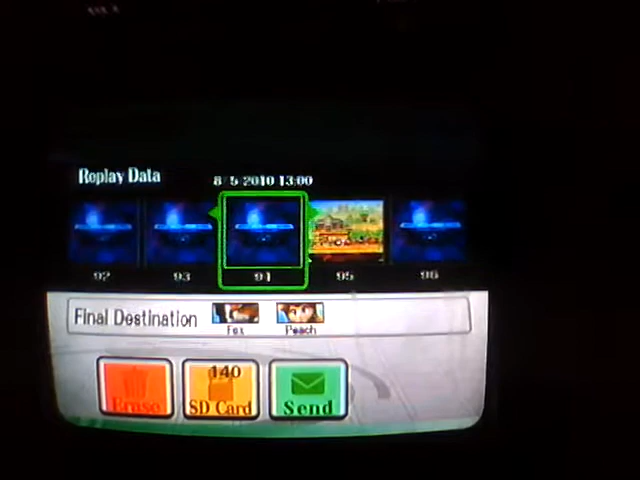 Replay Data
8/5/2010 13:00
92 93 94 95 96
Final Destination
Fox Peach
Erase
140
SD Card
Send